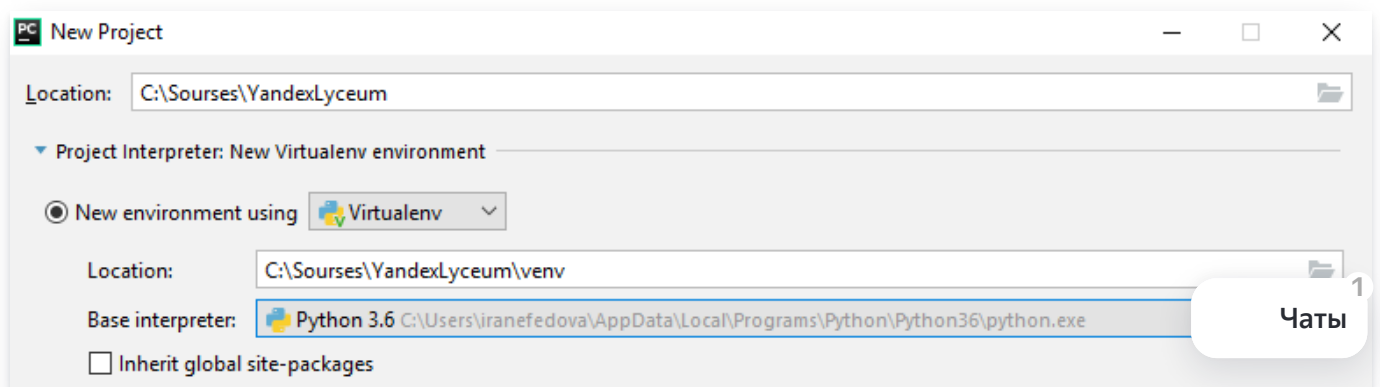 PC New Project
Location: C:\Sourses\YandexLyceum
Project Interpreter: New Virtualenv environment
New environment using Virtualenv
Location: C:\Sourses\YandexLyceum\venv
Base interpreter: Python 3.6 C:\Users\iranefedova\AppData\Local\Programs\Python\Python36\python.exe
1
Чаты
Inherit global site-packages